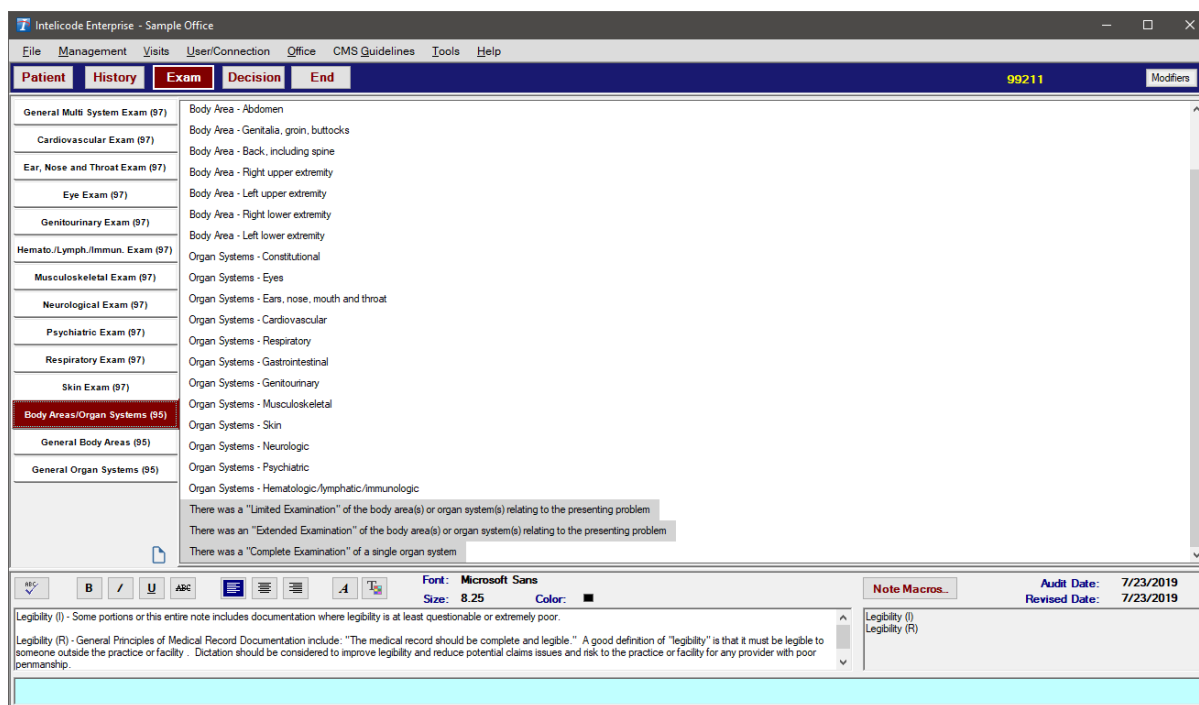 Intelicode Enterprise - Sample Office
File Management Visits User/Connection Office CMS Guidelines Tools Help
Patient History Exam Decision End 99211 Modifiers
General Multi System Exam (97)
Cardiovascular Exam (97)
Ear, Nose and Throat Exam (97)
Eye Exam (97)
Genitourinary Exam (97)
Hemato./Lymph./Immun. Exam (97)
Musculoskeletal Exam (97)
Neurological Exam (97)
Psychiatric Exam (97)
Respiratory Exam (97)
Skin Exam (97)
Body Areas/Organ Systems (95)
General Body Areas (95)
General Organ Systems (95)
Body Area - Abdomen
Body Area - Genitalia, groin, buttocks
Body Area - Back, including spine
Body Area - Right upper extremity
Body Area - Left upper extremity
Body Area - Right lower extremity
Body Area - Left lower extremity
Organ Systems - Constitutional
Organ Systems - Eyes
Organ Systems - Ears, nose, mouth and throat
Organ Systems - Cardiovascular
Organ Systems - Respiratory
Organ Systems - Gastrointestinal
Organ Systems - Genitourinary
Organ Systems - Musculoskeletal
Organ Systems - Skin
Organ Systems - Neurologic
Organ Systems - Psychiatric
Organ Systems - Hematologic/lymphatic/immunologic
There was a "Limited Examination" of the body area(s) or organ system(s) relating to the presenting problem
There was an "Extended Examination" of the body area(s) or organ system(s) relating to the presenting problem
There was a "Complete Examination" of a single organ system
ABC B I U ABC A T Font: Microsoft Sans
Size: 8.25 Color:
Note Macros..
Audit Date: 7/23/2019
Revised Date: 7/23/2019
Legibility (I) - Some portions or this entire note includes documentation where legibility is at least questionable or extremely poor.
Legibility (R) - General Principles of Medical Record Documentation include: "The medical record should be complete and legible." A good definition of "legibility" is that it must be legible to
someone outside the practice or facility . Dictation should be considered to improve legibility and reduce potential claims issues and risk to the practice or facility for any provider with poor
penmanship.
Legibility (I)
Legibility (R)